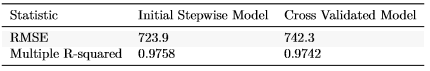 Statistic Initial Stepwise Model Cross Validated Model
RMSE 723.9 742.3
Multiple R-squared 0.9758 0.9742